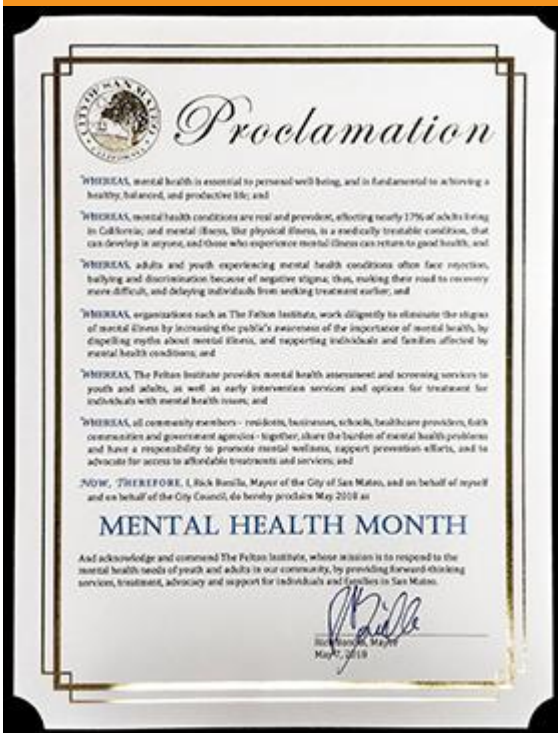 CITY OF SAN MATEO
CALIFORNIA
Proclamation
WHEREAS, mental health is essential to personal well-being, and is fundamental to achieving a
healthy, balanced, and productive life; and
WHEREAS, mental health conditions are real and prevalent, effecting nearly 17% of adults living
in California; and mental illness, like physical illness, is a medically treatable condition, that
can develop in anyone, and those who experience mental illness can return to good health, and
WHEREAS, adults and youth experiencing mental health conditions often face rejection,
bullying and discrimination because of negative stigma; thus, making their road to recovery
more difficult, and delaying individuals from seeking treatment earlier; and
WHEREAS, organizations such as The Felton Institute, work diligently to eliminate the stigma
of mental illness by increasing the public's awareness of the importance of mental health, by
dispelling myths about mental illness, and supporting individuals and families affected by
mental health conditions; and
WHEREAS, The Felton Institute provides mental health assessment and screening services to
youth and adults, as well as early intervention services and options for treatment for
individuals with mental health issues; and
WHEREAS, all community members – residents, businesses, schools, healthcare providers, faith
communities and government agencies – together, share the burden of mental health problems
and have a responsibility to promote mental wellness, support prevention efforts, and to
advocate for access to affordable treatments and services; and
NOW, THEREFORE, I, Rick Bonilla, Mayor of the City of San Mateo, and on behalf of myself
and on behalf of the City Council, do hereby proclaim May 2018 as
MENTAL HEALTH MONTH
And acknowledge and commend The Felton Institute, whose mission is to respond to the
mental health needs of youth and adults in our community, by providing forward-thinking
services, treatment, advocacy and support for individuals and families in San Mateo.
Rick Bonilla, Mayor
May 7, 2018